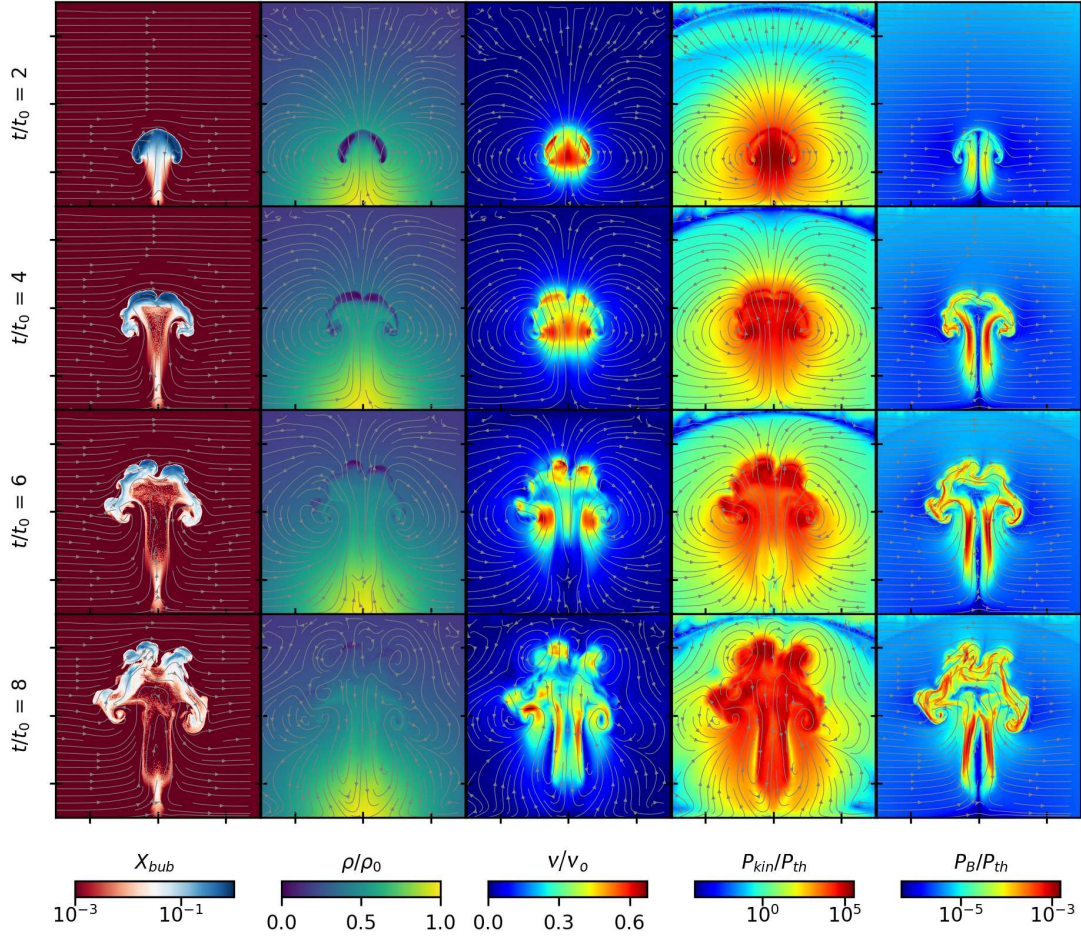 t/t₀ = 2
t/t₀ = 4
t/t₀ = 6
t/t₀ = 8
X_bub ρ/ρ₀ v/v_o P_kin/P_th P_B/P_th
10⁻³ 10⁻¹ 0.0 0.5 1.0 0.0 0.3 0.6 10⁰ 10⁵ 10⁻⁵ 10⁻³